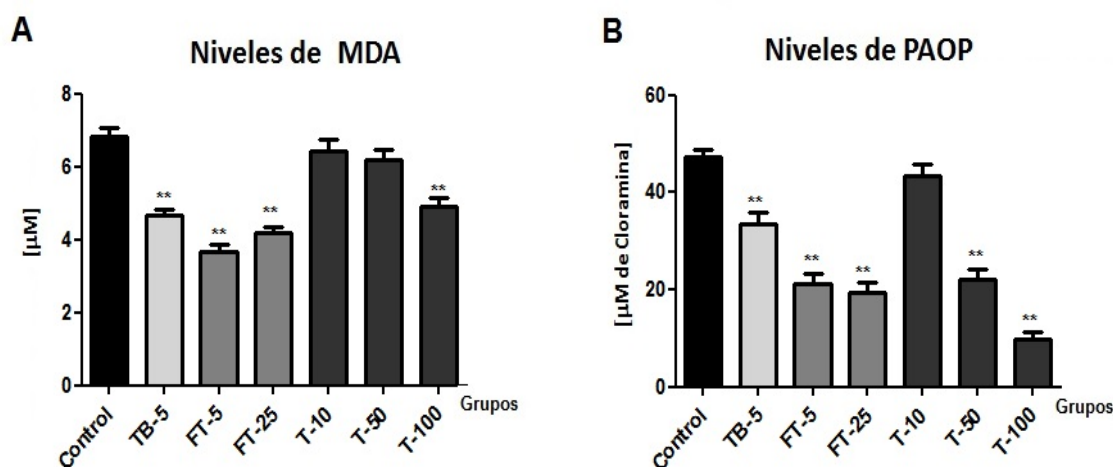 A
Niveles de MDA
8
6
4
2
0
[µM]
**
**
**
**
Control
TB-5
FT-5
FT-25
T-10
T-50
T-100
Grupos
B
Niveles de PAOP
60
40
20
0
[µM de Cloramina]
**
**
**
**
**
Control
TB-5
FT-5
FT-25
T-10
T-50
T-100
Grupos